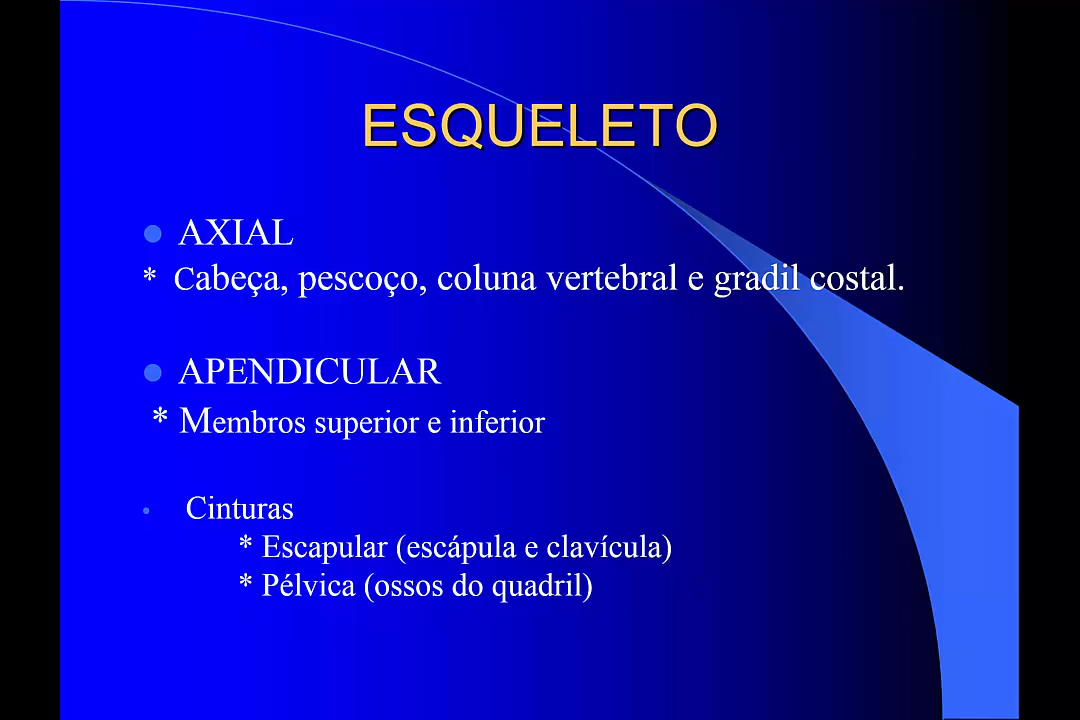 ESQUELETO
AXIAL
* Cabeça, pescoço, coluna vertebral e gradil costal.
APENDICULAR
* Membros superior e inferior
Cinturas
* Escapular (escápula e clavícula)
* Pélvica (ossos do quadril)